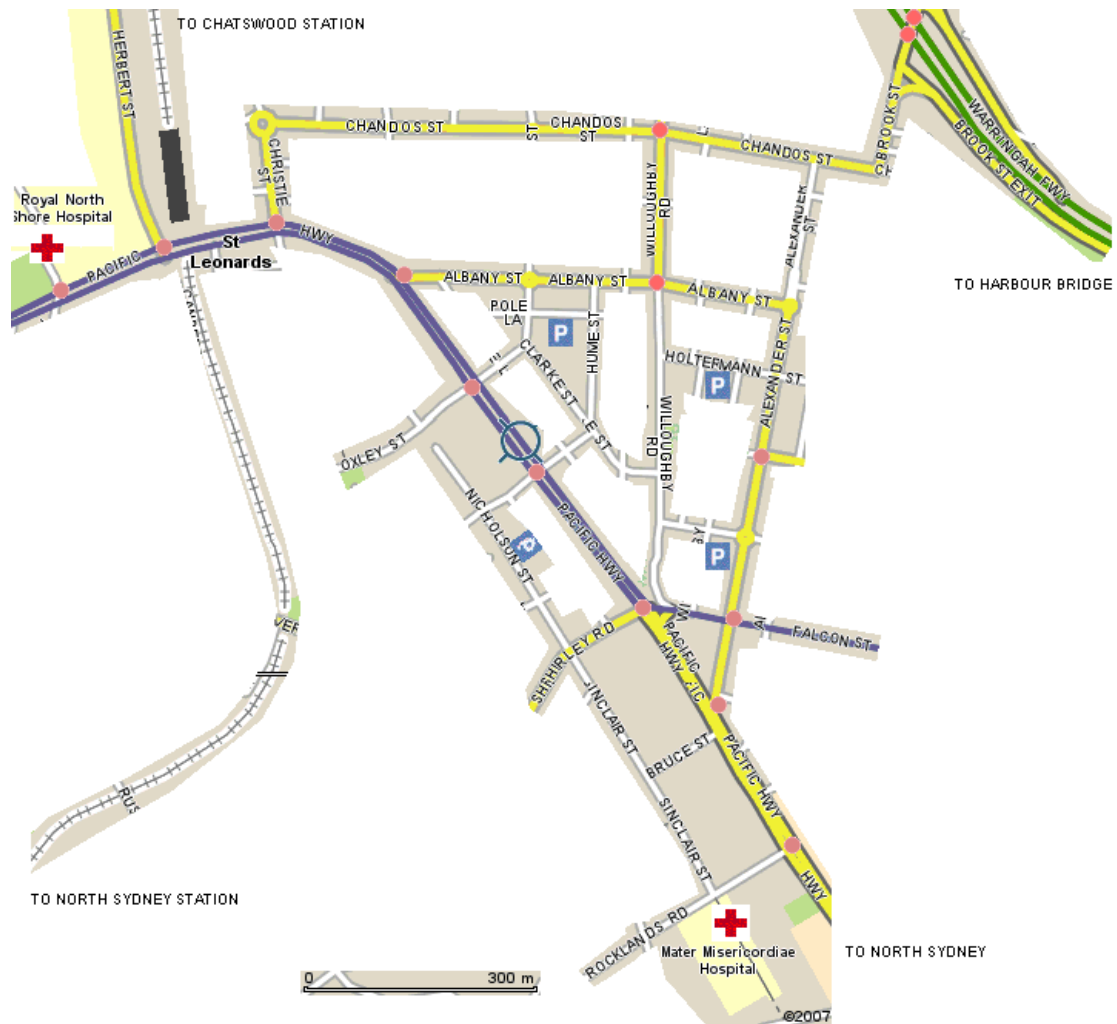 TO CHATSWOOD STATION
HERBERT ST
WARRINGAH FWY
BROOK ST
BROOK ST EXIT
CHANDOS ST
CHANDOS
ST
ST
CHANDOS ST
CHRISTIE
ST
Royal North
Shore Hospital
WILLOUGHBY
RD
ALEXANDER
ST
PACIFIC
HWY
St
Leonards
ALBANY ST
ALBANY ST
ALBANY ST
TO HARBOUR BRIDGE
POLE
LA
P
HUME ST
CLARKE ST
HOLTERMANN ST
P
ALEXANDER ST
WILLOUGHBY
RD
E ST
OXLEY ST
NICHOLSON ST
PACIFIC HWY
P
P
FALCON ST
SHIRLEY RD
PACIFIC
HWY
SINCLAIR ST
BRUCE ST
PACIFIC HWY
SINCLAIR ST
RUS
HWY
ROCKLANDS RD
TO NORTH SYDNEY STATION
Mater Misericordiae
Hospital
TO NORTH SYDNEY
0 300 m
©2007